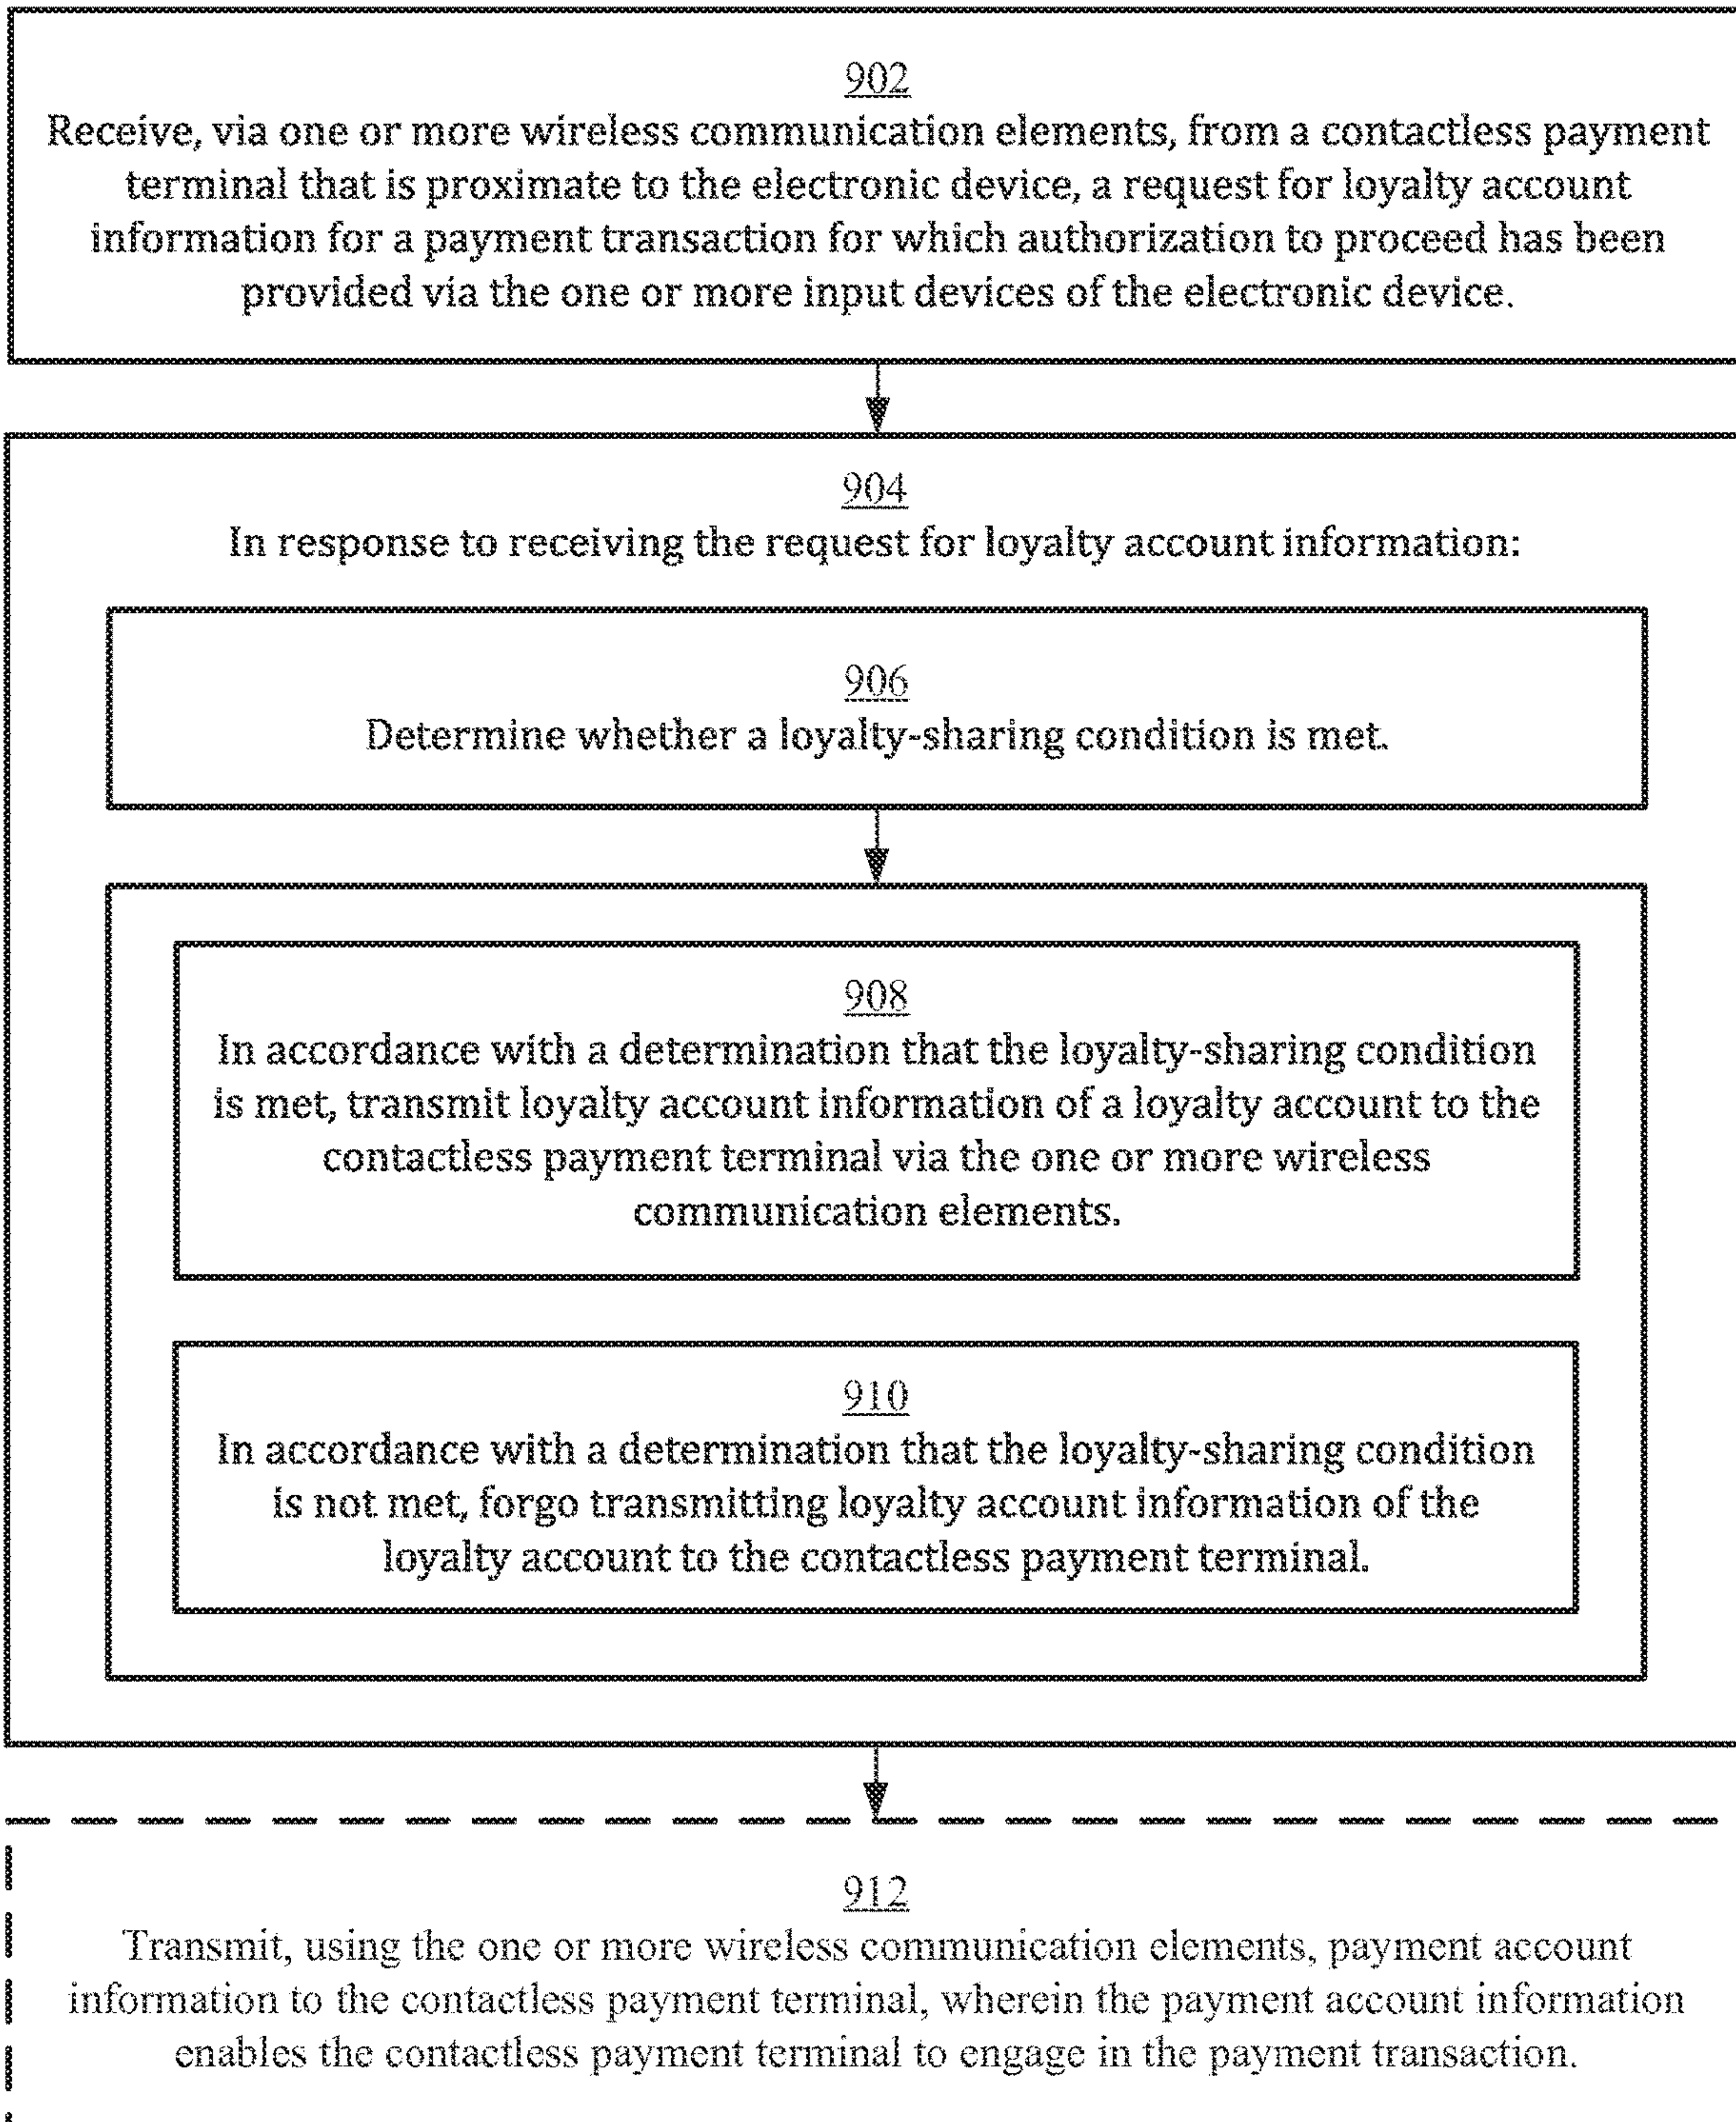 902
Receive, via one or more wireless communication elements, from a contactless payment
terminal that is proximate to the electronic device, a request for loyalty account
information for a payment transaction for which authorization to proceed has been
provided via the one or more input devices of the electronic device.
904
In response to receiving the request for loyalty account information:
906
Determine whether a loyalty-sharing condition is met.
908
In accordance with a determination that the loyalty-sharing condition
is met, transmit loyalty account information of a loyalty account to the
contactless payment terminal via the one or more wireless
communication elements.
910
In accordance with a determination that the loyalty-sharing condition
is not met, forgo transmitting loyalty account information of the
loyalty account to the contactless payment terminal.
912
Transmit, using the one or more wireless communication elements, payment account
information to the contactless payment terminal, wherein the payment account information
enables the contactless payment terminal to engage in the payment transaction.